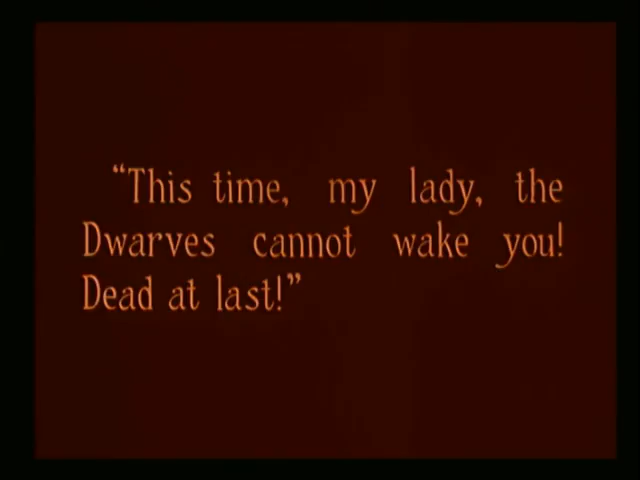 “This time, my lady, the
Dwarves cannot wake you!
Dead at last!”